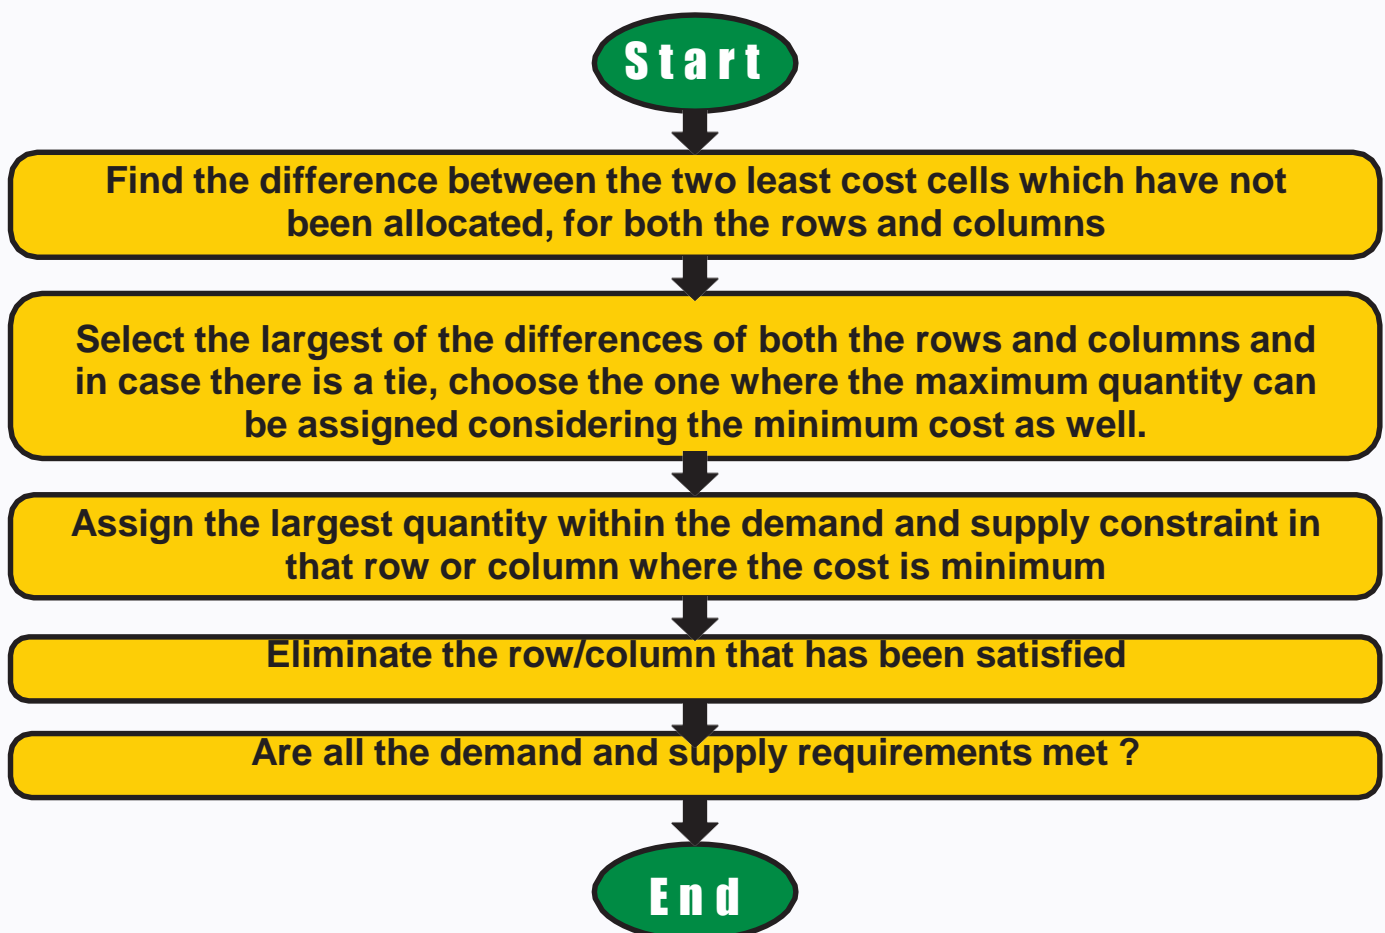 Start
Find the difference between the two least cost cells which have not
been allocated, for both the rows and columns
Select the largest of the differences of both the rows and columns and
in case there is a tie, choose the one where the maximum quantity can
be assigned considering the minimum cost as well.
Assign the largest quantity within the demand and supply constraint in
that row or column where the cost is minimum
Eliminate the row/column that has been satisfied
Are all the demand and supply requirements met ?
End